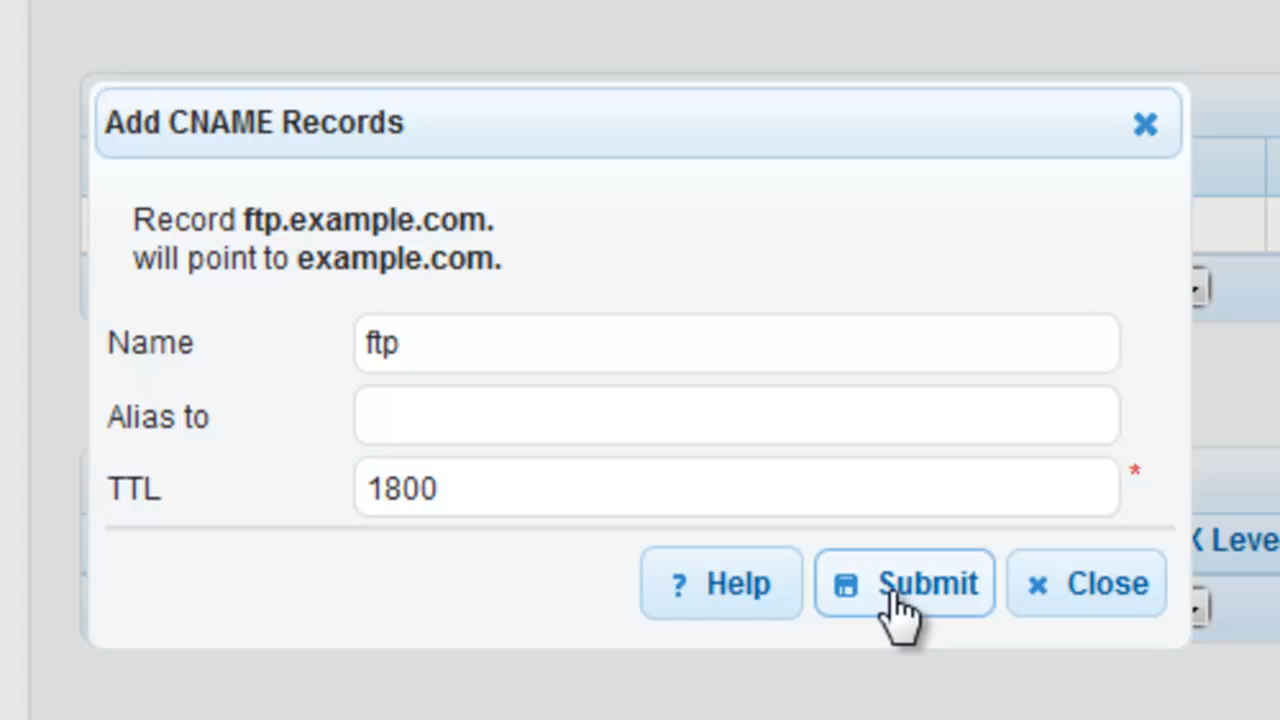 Add CNAME Records
Record ftp.example.com.
will point to example.com.
Name ftp
Alias to
TTL 1800 *
X Leve
? Help Submit Close